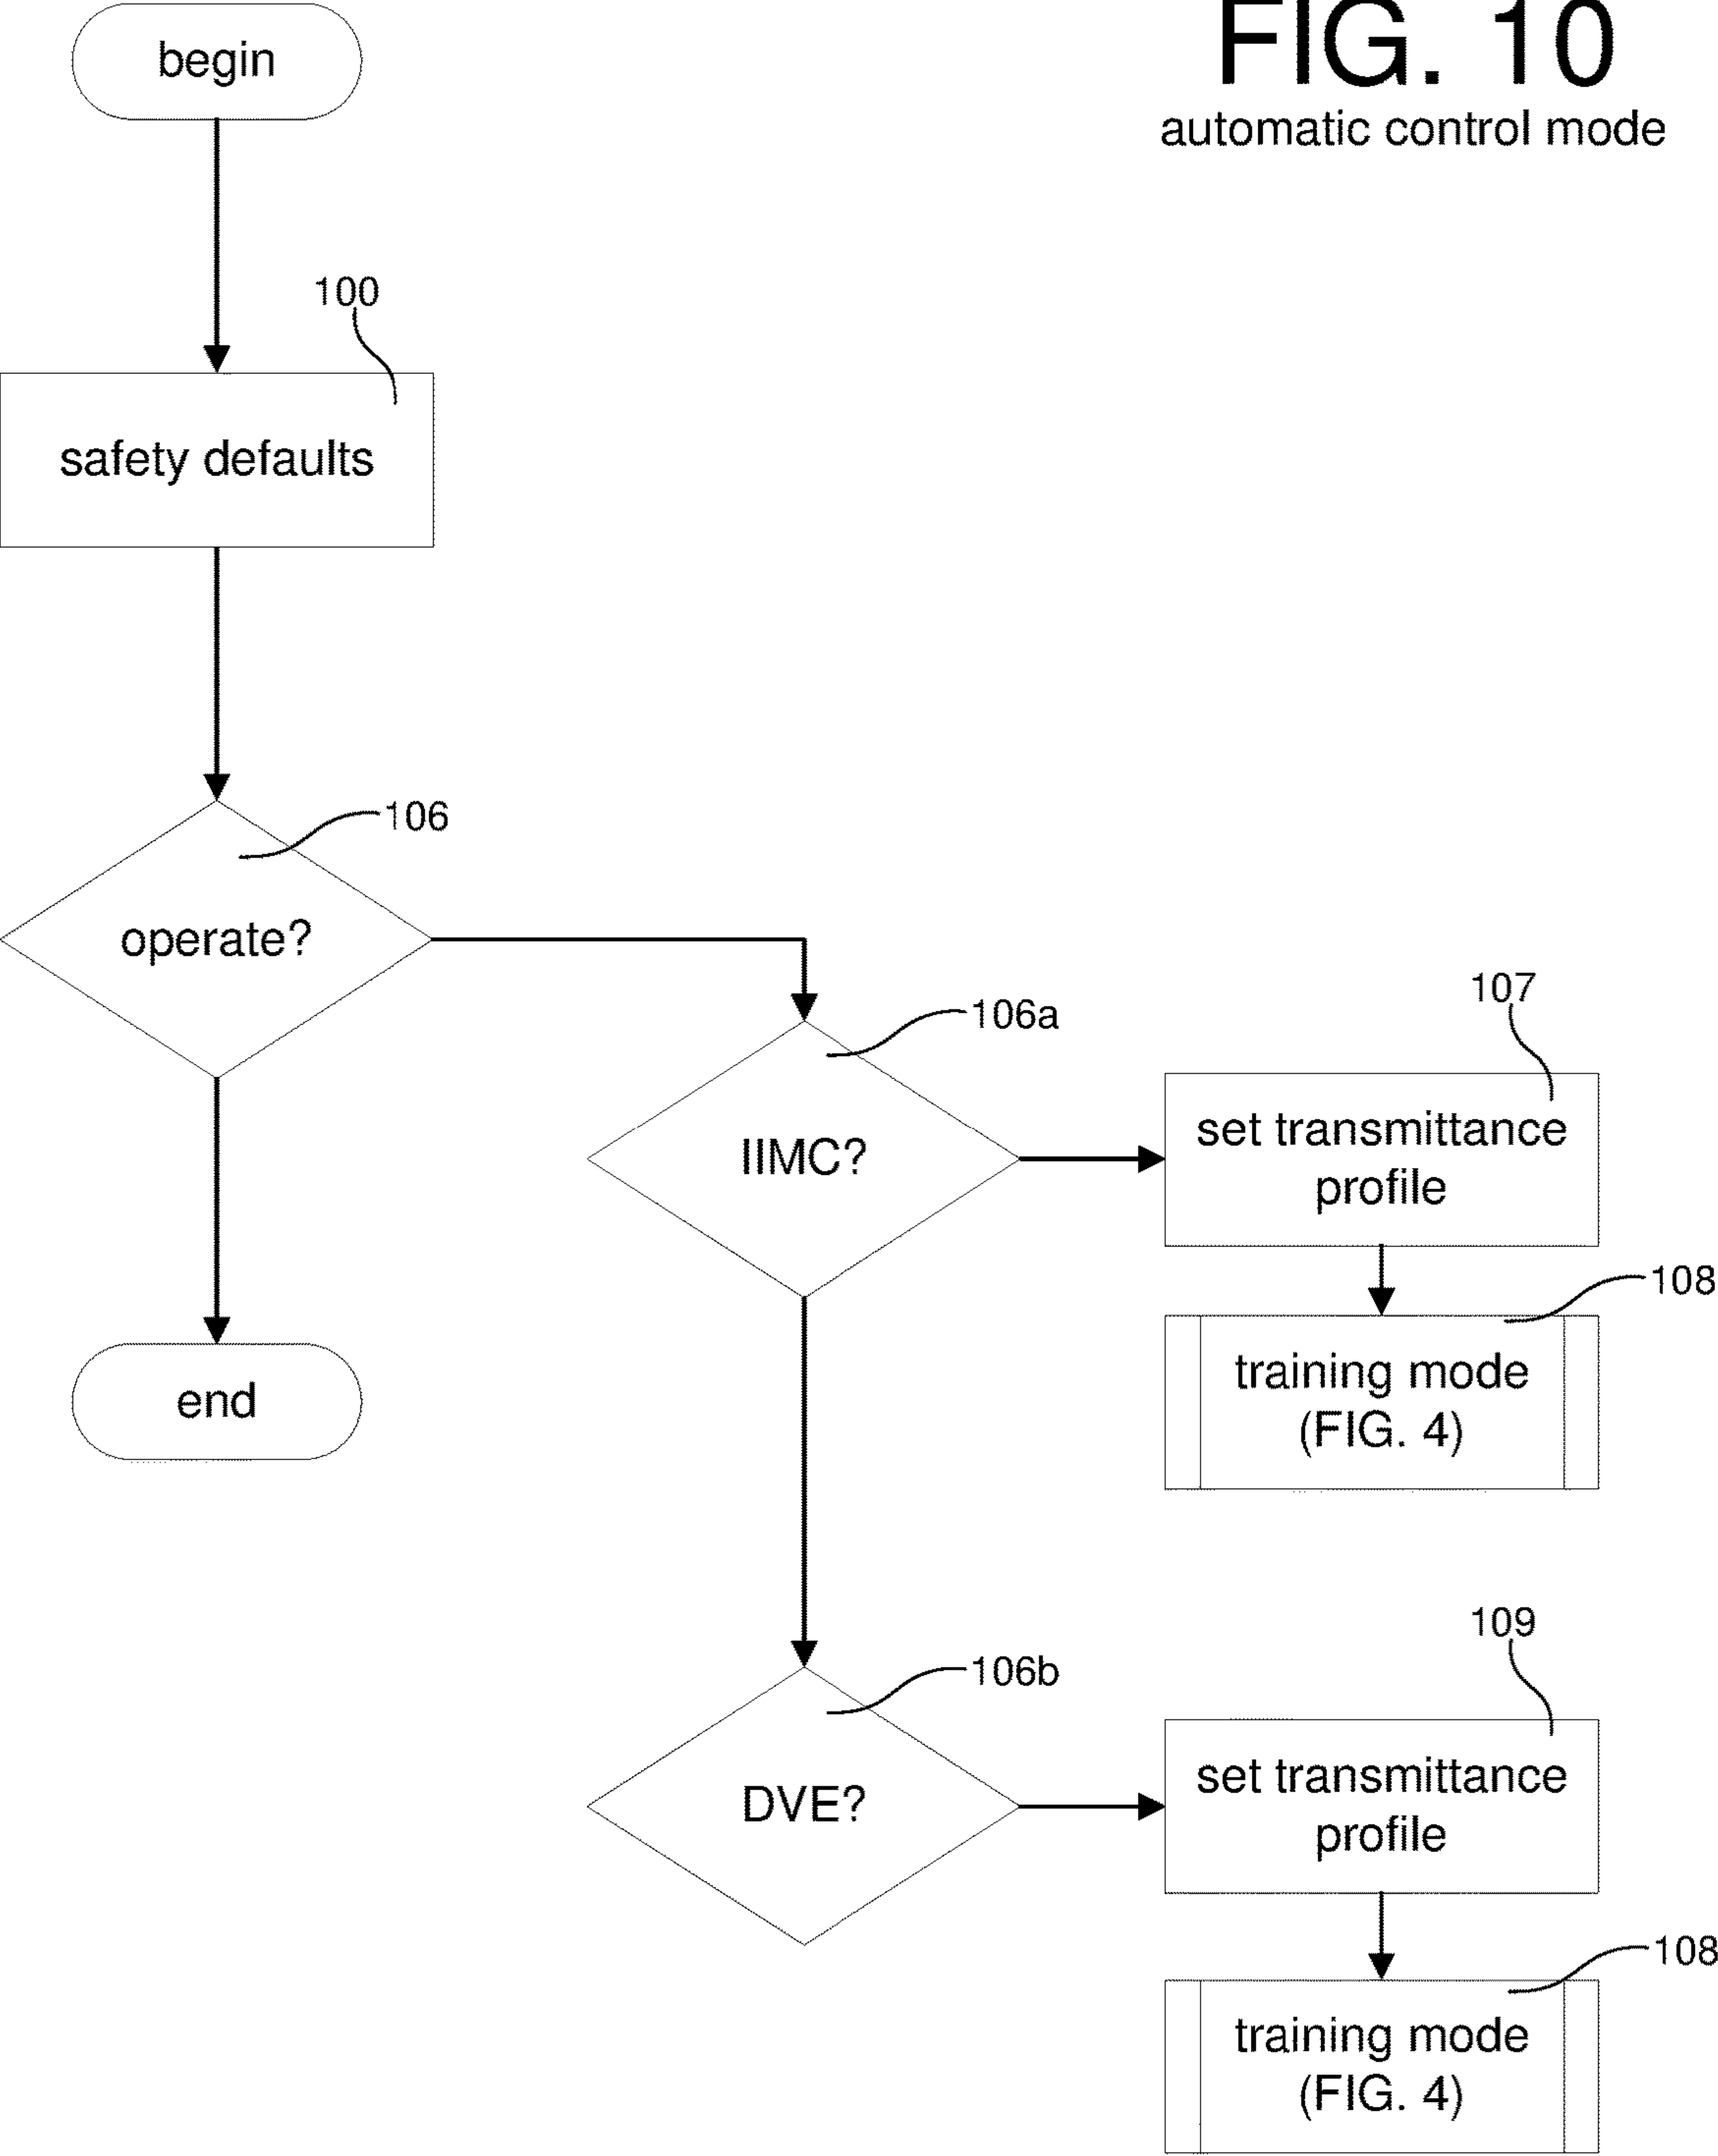 FIG. 10
automatic control mode
begin
100
safety defaults
106
operate?
end
106a
IIMC?
107
set transmittance
profile
108
training mode
(FIG. 4)
106b
DVE?
109
set transmittance
profile
108
training mode
(FIG. 4)